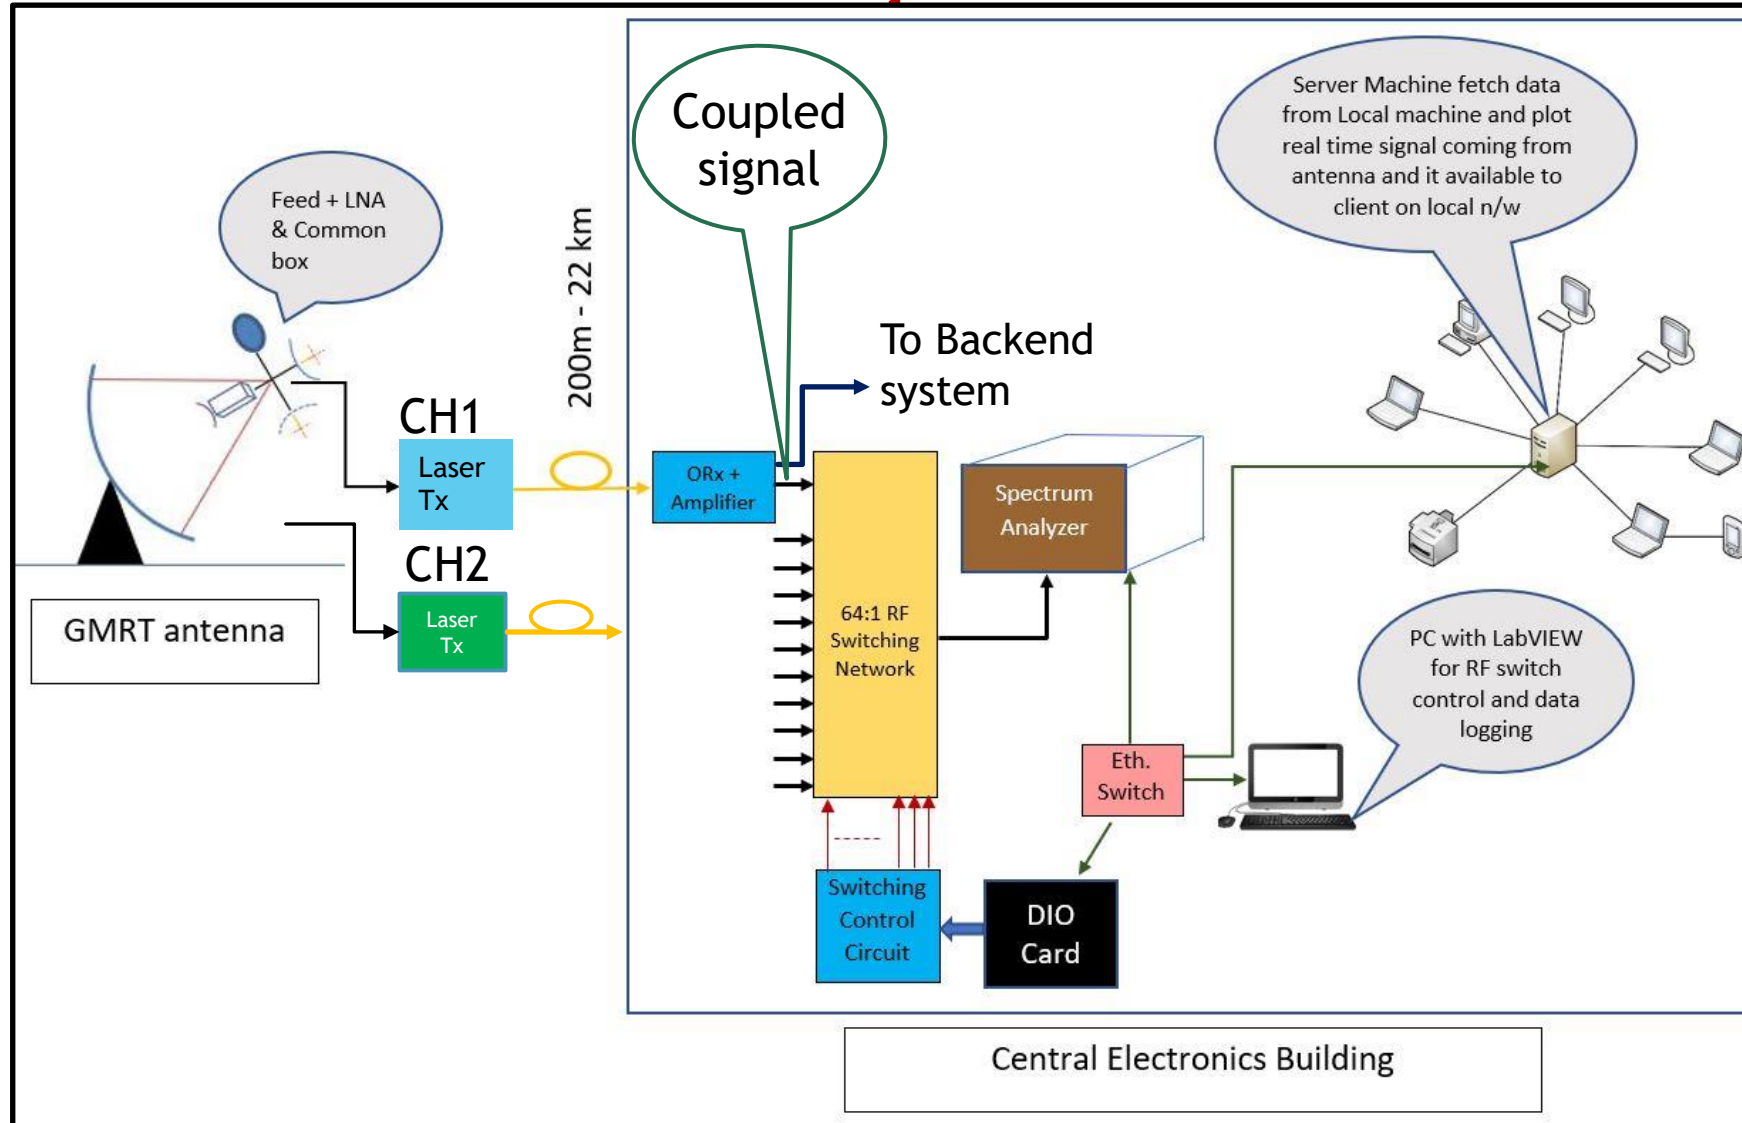 Coupled
signal
Server Machine fetch data
from Local machine and plot
real time signal coming from
antenna and it available to
client on local n/w
Feed + LNA
& Common
box
200m - 22 km
To Backend
system
CH1
Laser
Tx
ORx +
Amplifier
Spectrum
Analyzer
CH2
Laser
Tx
GMRT antenna
64:1 RF
Switching
Network
PC with LabVIEW
for RF switch
control and data
logging
Eth.
Switch
Switching
Control
Circuit
DIO
Card
Central Electronics Building